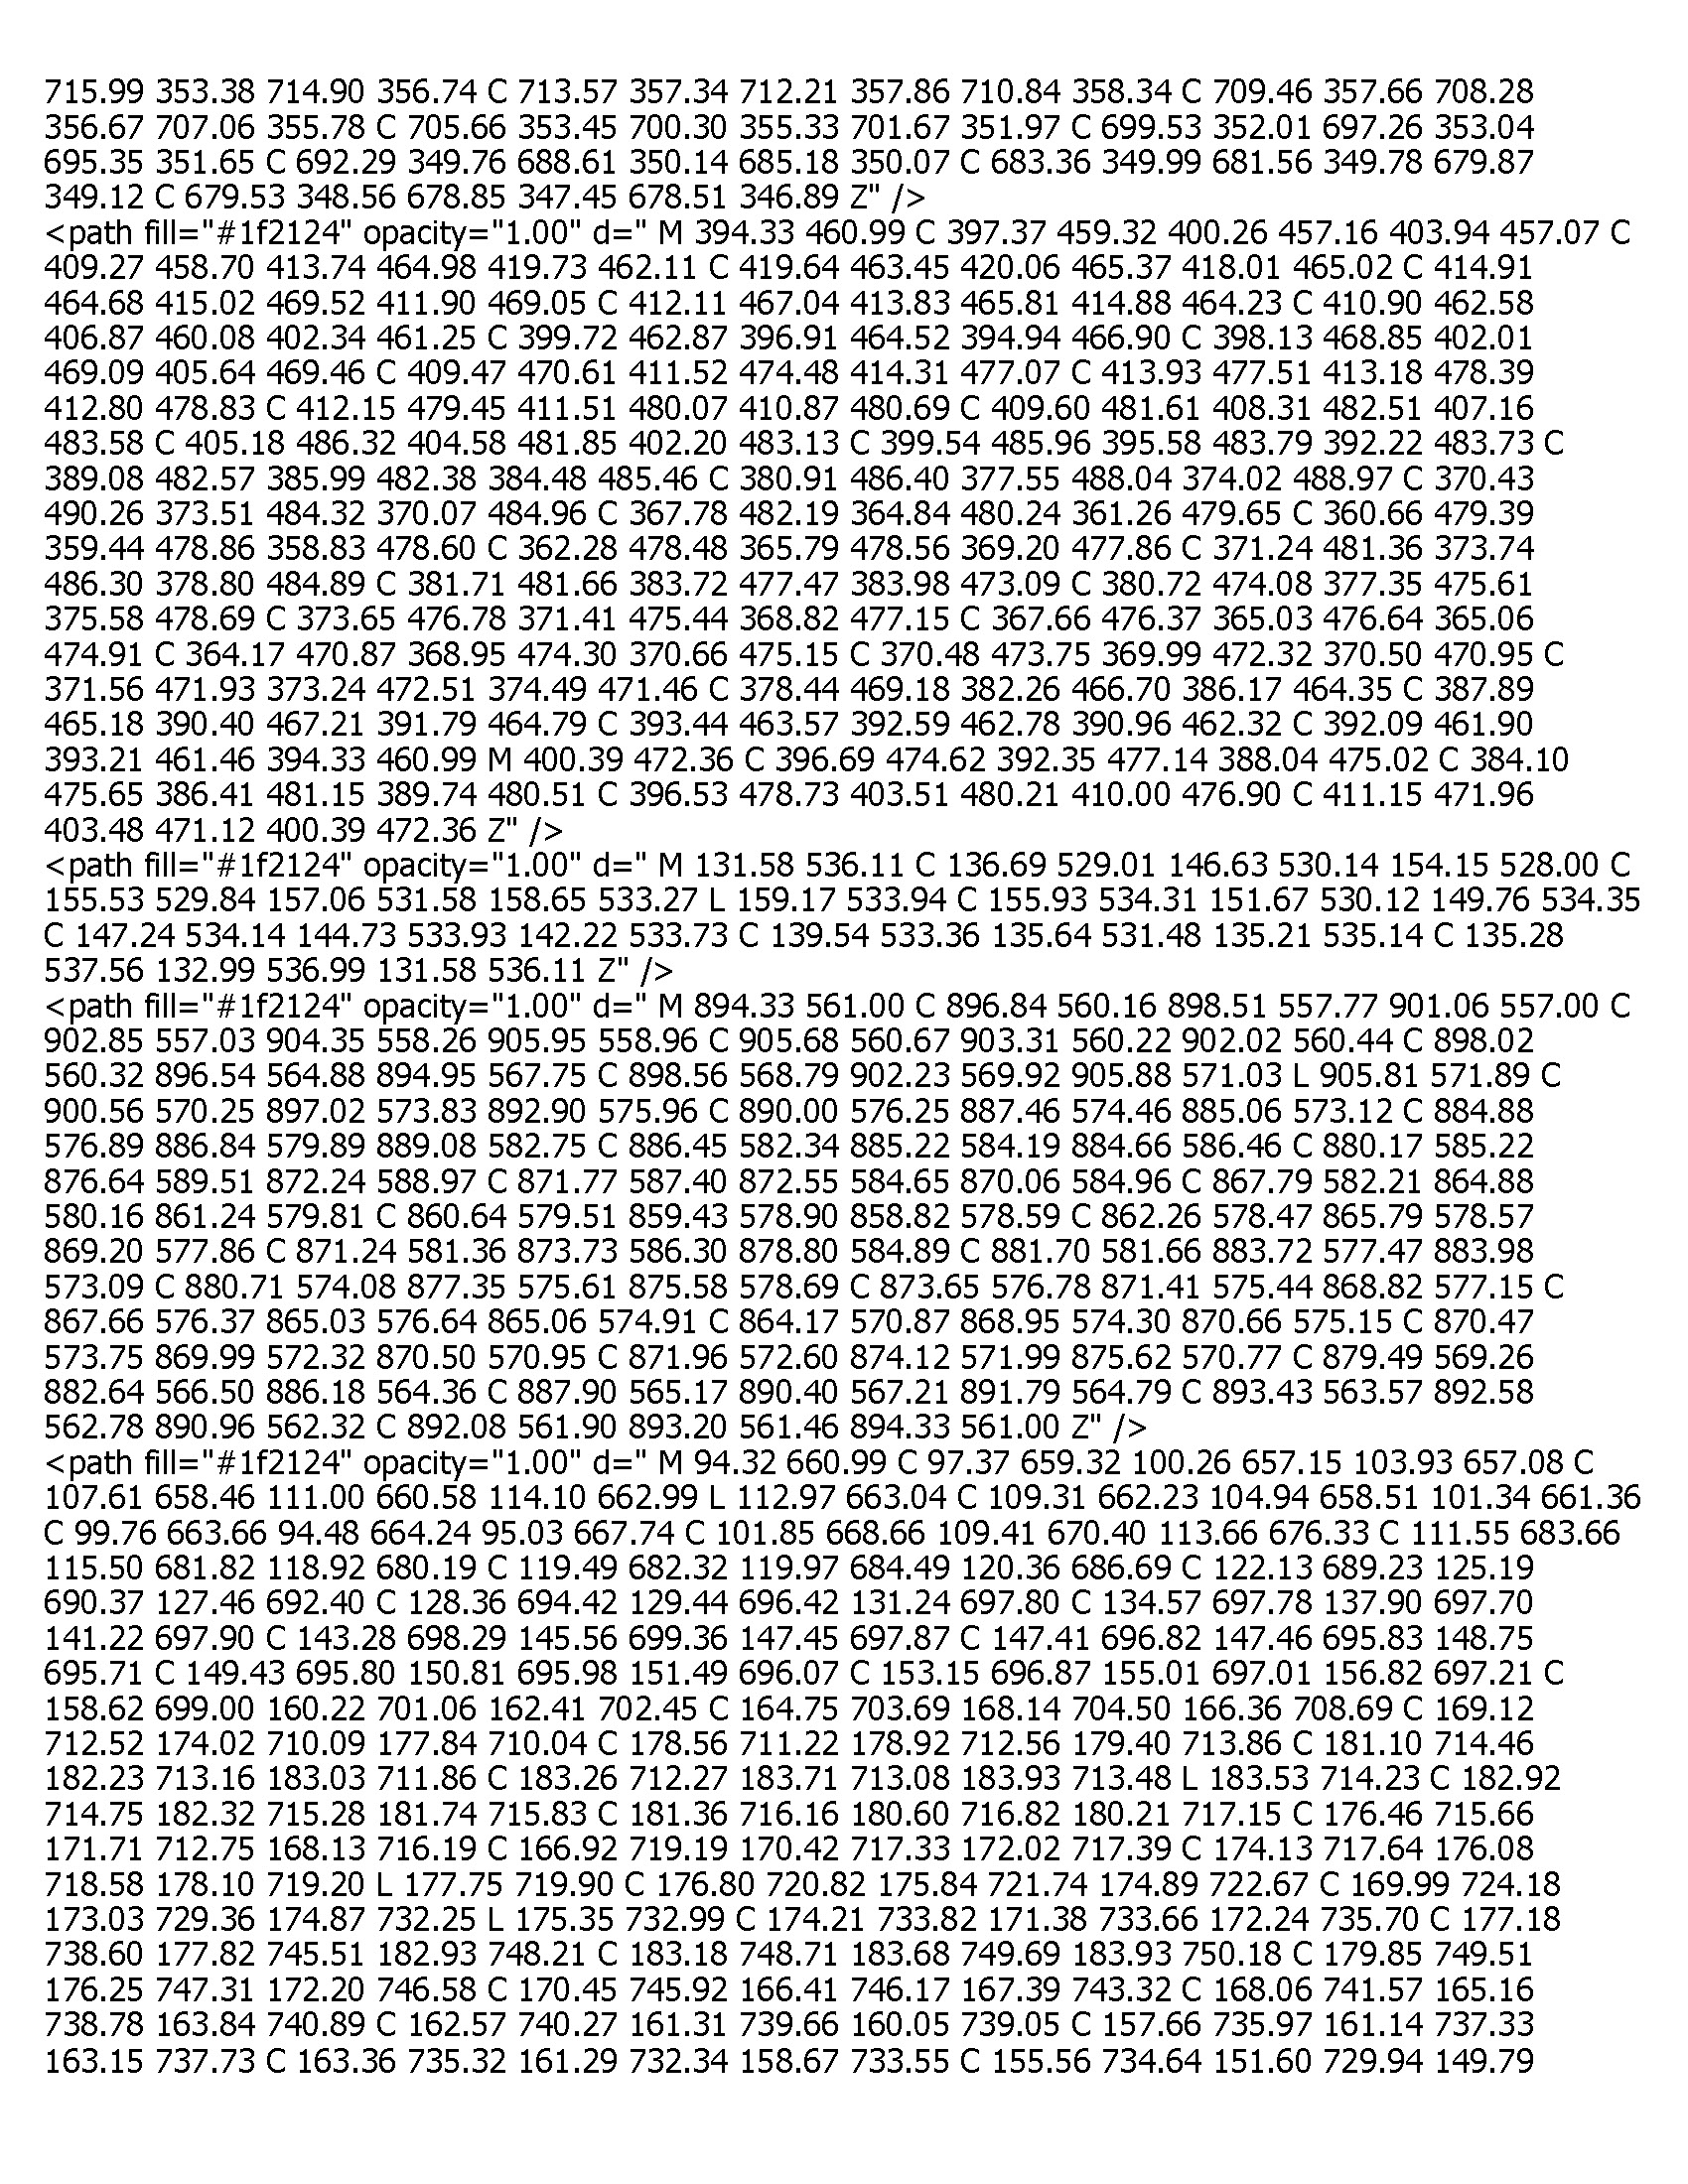 715.99 353.38 714.90 356.74 C 713.57 357.34 712.21 357.86 710.84 358.34 C 709.46 357.66 708.28
356.67 707.06 355.78 C 705.66 353.45 700.30 355.33 701.67 351.97 C 699.53 352.01 697.26 353.04
695.35 351.65 C 692.29 349.76 688.61 350.14 685.18 350.07 C 683.36 349.99 681.56 349.78 679.87
349.12 C 679.53 348.56 678.85 347.45 678.51 346.89 Z" />
<path fill="#1f2124" opacity="1.00" d=" M 394.33 460.99 C 397.37 459.32 400.26 457.16 403.94 457.07 C
409.27 458.70 413.74 464.98 419.73 462.11 C 419.64 463.45 420.06 465.37 418.01 465.02 C 414.91
464.68 415.02 469.52 411.90 469.05 C 412.11 467.04 413.83 465.81 414.88 464.23 C 410.90 462.58
406.87 460.08 402.34 461.25 C 399.72 462.87 396.91 464.52 394.94 466.90 C 398.13 468.85 402.01
469.09 405.64 469.46 C 409.47 470.61 411.52 474.48 414.31 477.07 C 413.93 477.51 413.18 478.39
412.80 478.83 C 412.15 479.45 411.51 480.07 410.87 480.69 C 409.60 481.61 408.31 482.51 407.16
483.58 C 405.18 486.32 404.58 481.85 402.20 483.13 C 399.54 485.96 395.58 483.79 392.22 483.73 C
389.08 482.57 385.99 482.38 384.48 485.46 C 380.91 486.40 377.55 488.04 374.02 488.97 C 370.43
490.26 373.51 484.32 370.07 484.96 C 367.78 482.19 364.84 480.24 361.26 479.65 C 360.66 479.39
359.44 478.86 358.83 478.60 C 362.28 478.48 365.79 478.56 369.20 477.86 C 371.24 481.36 373.74
486.30 378.80 484.89 C 381.71 481.66 383.72 477.47 383.98 473.09 C 380.72 474.08 377.35 475.61
375.58 478.69 C 373.65 476.78 371.41 475.44 368.82 477.15 C 367.66 476.37 365.03 476.64 365.06
474.91 C 364.17 470.87 368.95 474.30 370.66 475.15 C 370.48 473.75 369.99 472.32 370.50 470.95 C
371.56 471.93 373.24 472.51 374.49 471.46 C 378.44 469.18 382.26 466.70 386.17 464.35 C 387.89
465.18 390.40 467.21 391.79 464.79 C 393.44 463.57 392.59 462.78 390.96 462.32 C 392.09 461.90
393.21 461.46 394.33 460.99 M 400.39 472.36 C 396.69 474.62 392.35 477.14 388.04 475.02 C 384.10
475.65 386.41 481.15 389.74 480.51 C 396.53 478.73 403.51 480.21 410.00 476.90 C 411.15 471.96
403.48 471.12 400.39 472.36 Z" />
<path fill="#1f2124" opacity="1.00" d=" M 131.58 536.11 C 136.69 529.01 146.63 530.14 154.15 528.00 C
155.53 529.84 157.06 531.58 158.65 533.27 L 159.17 533.94 C 155.93 534.31 151.67 530.12 149.76 534.35
C 147.24 534.14 144.73 533.93 142.22 533.73 C 139.54 533.36 135.64 531.48 135.21 535.14 C 135.28
537.56 132.99 536.99 131.58 536.11 Z" />
<path fill="#1f2124" opacity="1.00" d=" M 894.33 561.00 C 896.84 560.16 898.51 557.77 901.06 557.00 C
902.85 557.03 904.35 558.26 905.95 558.96 C 905.68 560.67 903.31 560.22 902.02 560.44 C 898.02
560.32 896.54 564.88 894.95 567.75 C 898.56 568.79 902.23 569.92 905.88 571.03 L 905.81 571.89 C
900.56 570.25 897.02 573.83 892.90 575.96 C 890.00 576.25 887.46 574.46 885.06 573.12 C 884.88
576.89 886.84 579.89 889.08 582.75 C 886.45 582.34 885.22 584.19 884.66 586.46 C 880.17 585.22
876.64 589.51 872.24 588.97 C 871.77 587.40 872.55 584.65 870.06 584.96 C 867.79 582.21 864.88
580.16 861.24 579.81 C 860.64 579.51 859.43 578.90 858.82 578.59 C 862.26 578.47 865.79 578.57
869.20 577.86 C 871.24 581.36 873.73 586.30 878.80 584.89 C 881.70 581.66 883.72 577.47 883.98
573.09 C 880.71 574.08 877.35 575.61 875.58 578.69 C 873.65 576.78 871.41 575.44 868.82 577.15 C
867.66 576.37 865.03 576.64 865.06 574.91 C 864.17 570.87 868.95 574.30 870.66 575.15 C 870.47
573.75 869.99 572.32 870.50 570.95 C 871.96 572.60 874.12 571.99 875.62 570.77 C 879.49 569.26
882.64 566.50 886.18 564.36 C 887.90 565.17 890.40 567.21 891.79 564.79 C 893.43 563.57 892.58
562.78 890.96 562.32 C 892.08 561.90 893.20 561.46 894.33 561.00 Z" />
<path fill="#1f2124" opacity="1.00" d=" M 94.32 660.99 C 97.37 659.32 100.26 657.15 103.93 657.08 C
107.61 658.46 111.00 660.58 114.10 662.99 L 112.97 663.04 C 109.31 662.23 104.94 658.51 101.34 661.36
C 99.76 663.66 94.48 664.24 95.03 667.74 C 101.85 668.66 109.41 670.40 113.66 676.33 C 111.55 683.66
115.50 681.82 118.92 680.19 C 119.49 682.32 119.97 684.49 120.36 686.69 C 122.13 689.23 125.19
690.37 127.46 692.40 C 128.36 694.42 129.44 696.42 131.24 697.80 C 134.57 697.78 137.90 697.70
141.22 697.90 C 143.28 698.29 145.56 699.36 147.45 697.87 C 147.41 696.82 147.46 695.83 148.75
695.71 C 149.43 695.80 150.81 695.98 151.49 696.07 C 153.15 696.87 155.01 697.01 156.82 697.21 C
158.62 699.00 160.22 701.06 162.41 702.45 C 164.75 703.69 168.14 704.50 166.36 708.69 C 169.12
712.52 174.02 710.09 177.84 710.04 C 178.56 711.22 178.92 712.56 179.40 713.86 C 181.10 714.46
182.23 713.16 183.03 711.86 C 183.26 712.27 183.71 713.08 183.93 713.48 L 183.53 714.23 C 182.92
714.75 182.32 715.28 181.74 715.83 C 181.36 716.16 180.60 716.82 180.21 717.15 C 176.46 715.66
171.71 712.75 168.13 716.19 C 166.92 719.19 170.42 717.33 172.02 717.39 C 174.13 717.64 176.08
718.58 178.10 719.20 L 177.75 719.90 C 176.80 720.82 175.84 721.74 174.89 722.67 C 169.99 724.18
173.03 729.36 174.87 732.25 L 175.35 732.99 C 174.21 733.82 171.38 733.66 172.24 735.70 C 177.18
738.60 177.82 745.51 182.93 748.21 C 183.18 748.71 183.68 749.69 183.93 750.18 C 179.85 749.51
176.25 747.31 172.20 746.58 C 170.45 745.92 166.41 746.17 167.39 743.32 C 168.06 741.57 165.16
738.78 163.84 740.89 C 162.57 740.27 161.31 739.66 160.05 739.05 C 157.66 735.97 161.14 737.33
163.15 737.73 C 163.36 735.32 161.29 732.34 158.67 733.55 C 155.56 734.64 151.60 729.94 149.79